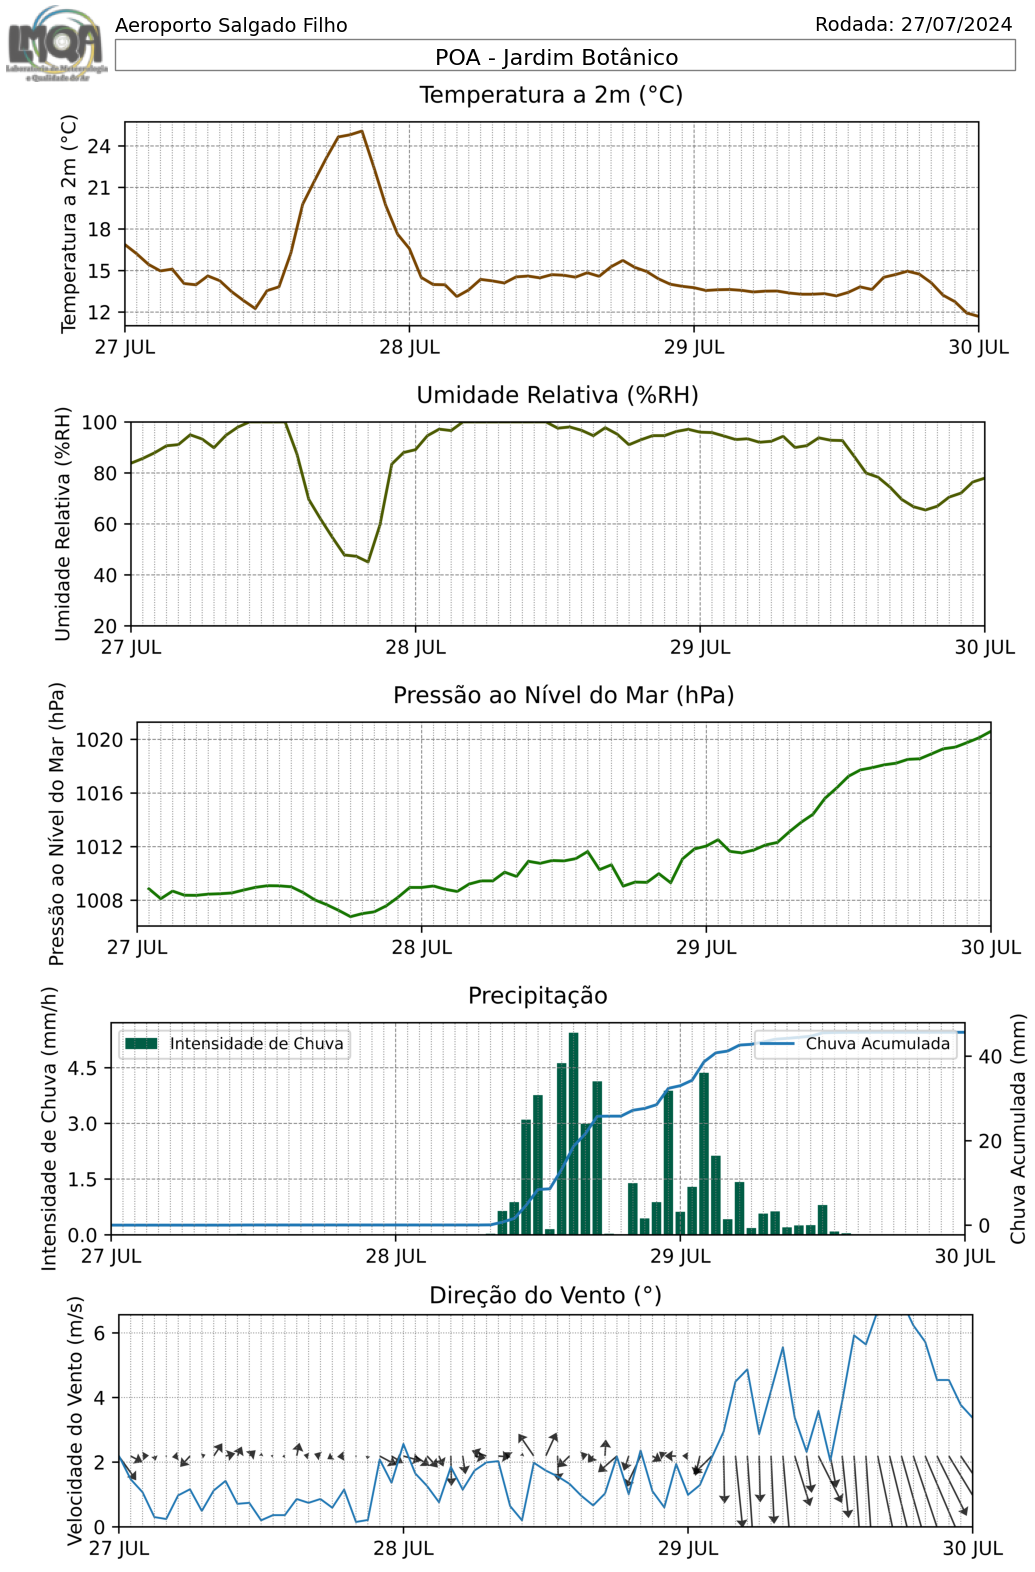 LMQA
Laboratório de Meteorologia
e Qualidade do Ar
Aeroporto Salgado Filho
Rodada: 27/07/2024
POA - Jardim Botânico
Temperatura a 2m (°C)
Temperatura a 2m (°C)
24
21
18
15
12
27 JUL 28 JUL 29 JUL 30 JUL
Umidade Relativa (%RH)
Umidade Relativa (%RH)
100
80
60
40
20
27 JUL 28 JUL 29 JUL 30 JUL
Pressão ao Nível do Mar (hPa)
Pressão ao Nível do Mar (hPa)
1020
1016
1012
1008
27 JUL 28 JUL 29 JUL 30 JUL
Precipitação
Intensidade de Chuva (mm/h)
Intensidade de Chuva
Chuva Acumulada
4.5
3.0
1.5
0.0
40
20
0
Chuva Acumulada (mm)
27 JUL 28 JUL 29 JUL 30 JUL
Direção do Vento (°)
Velocidade do Vento (m/s)
6
4
2
0
27 JUL 28 JUL 29 JUL 30 JUL